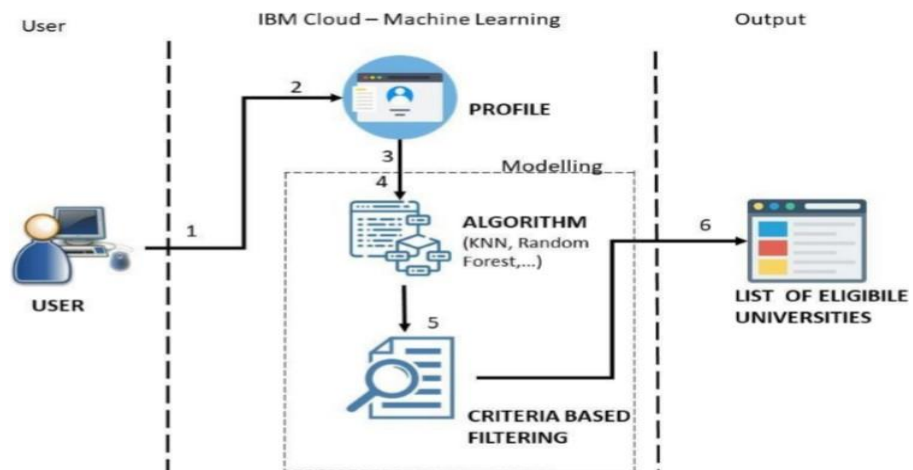 User
IBM Cloud – Machine Learning
Output
2
PROFILE
3
Modelling
4
ALGORITHM
(KNN, Random
Forest,...)
1
6
USER
5
LIST OF ELIGIBILE
UNIVERSITIES
CRITERIA BASED
FILTERING